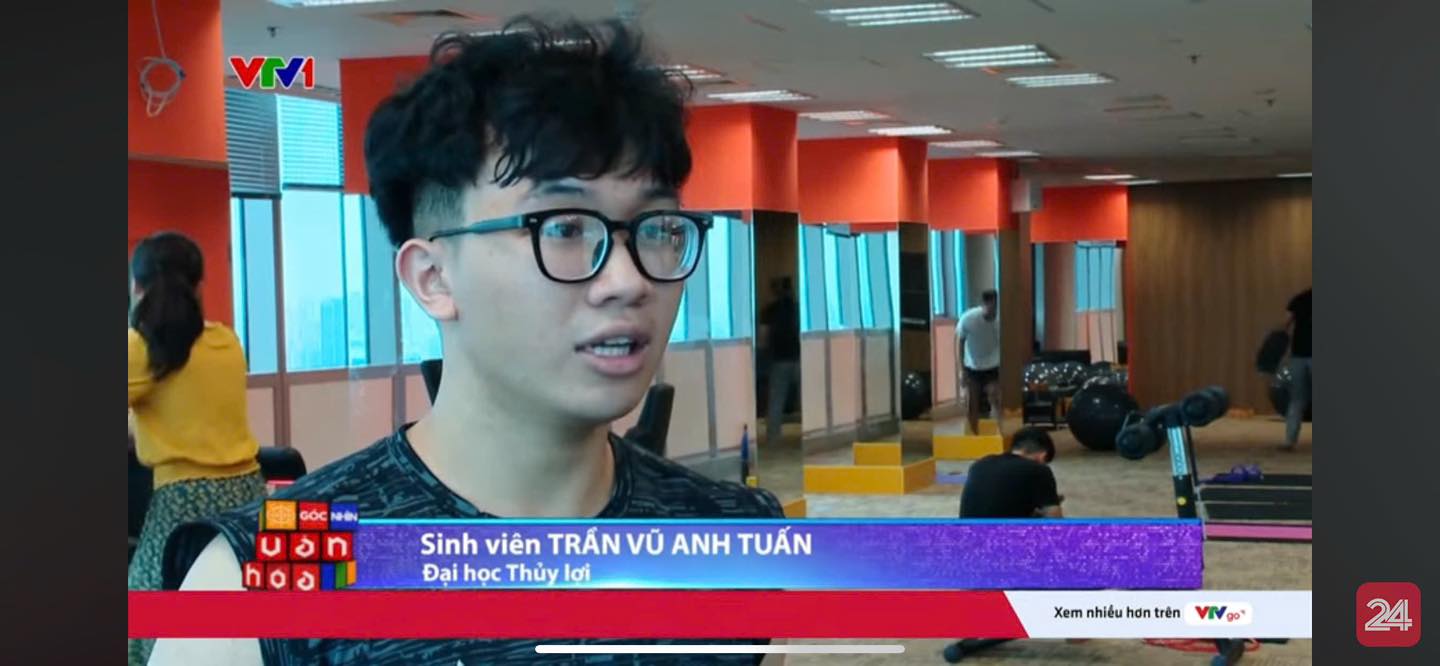 VTV1
GÓC NHÌN
văn
hóa
Sinh viên TRẦN VŨ ANH TUẤN
Đại học Thủy lợi
Xem nhiều hơn trên VTVgo
24